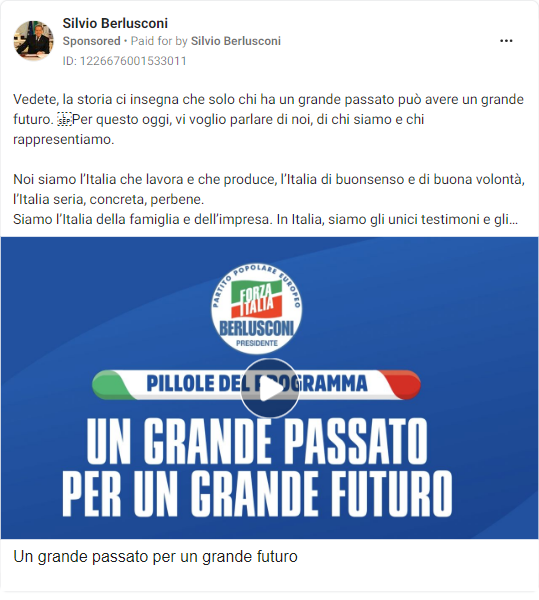 Silvio Berlusconi
Sponsored • Paid for by Silvio Berlusconi
ID: 1226676001533011
Vedete, la storia ci insegna che solo chi ha un grande passato può avere un grande
futuro. Per questo oggi, vi voglio parlare di noi, di chi siamo e chi
rappresentiamo.
Noi siamo l’Italia che lavora e che produce, l’Italia di buonsenso e di buona volontà,
l’Italia seria, concreta, perbene.
Siamo l’Italia della famiglia e dell’impresa. In Italia, siamo gli unici testimoni e gli...
PARTITO POPOLARE EUROPEO
FORZA
ITALIA
BERLUSCONI
PRESIDENTE
PILLOLE DEL PROGRAMMA
UN GRANDE PASSATO
PER UN GRANDE FUTURO
Un grande passato per un grande futuro